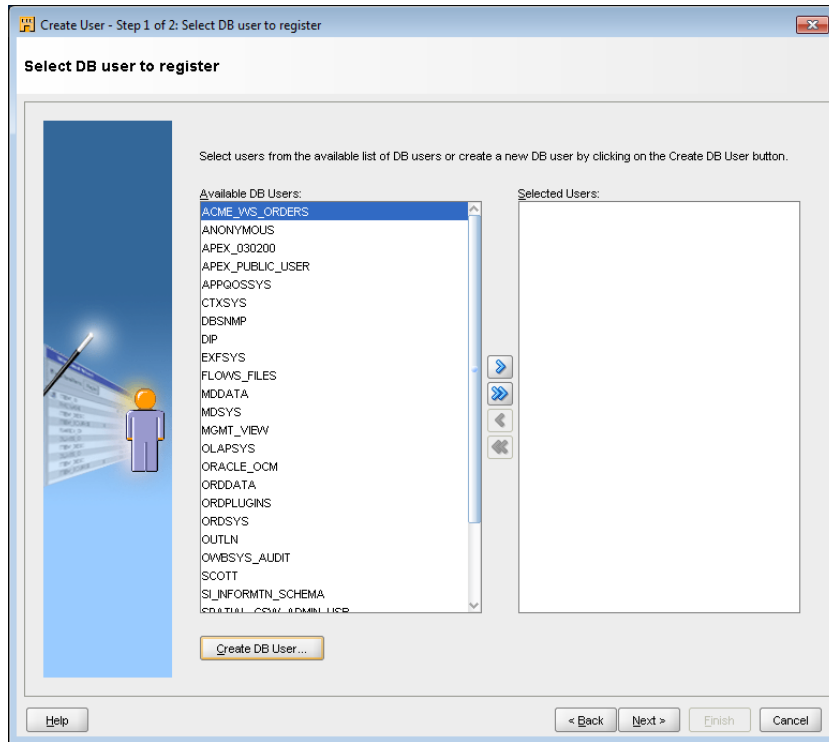 Create User - Step 1 of 2: Select DB user to register
Select DB user to register
Select users from the available list of DB users or create a new DB user by clicking on the Create DB User button.
Available DB Users:
ACME_WS_ORDERS
ANONYMOUS
APEX_030200
APEX_PUBLIC_USER
APPQOSSYS
CTXSYS
DBSNMP
DIP
EXFSYS
FLOWS_FILES
MDDATA
MDSYS
MGMT_VIEW
OLAPSYS
ORACLE_OCM
ORDDATA
ORDPLUGINS
ORDSYS
OUTLN
OWBSYS_AUDIT
SCOTT
SI_INFORMTN_SCHEMA
SPATIAL_CSW_ADMIN_USR
Selected Users:
Create DB User...
Help
< Back
Next >
Finish
Cancel